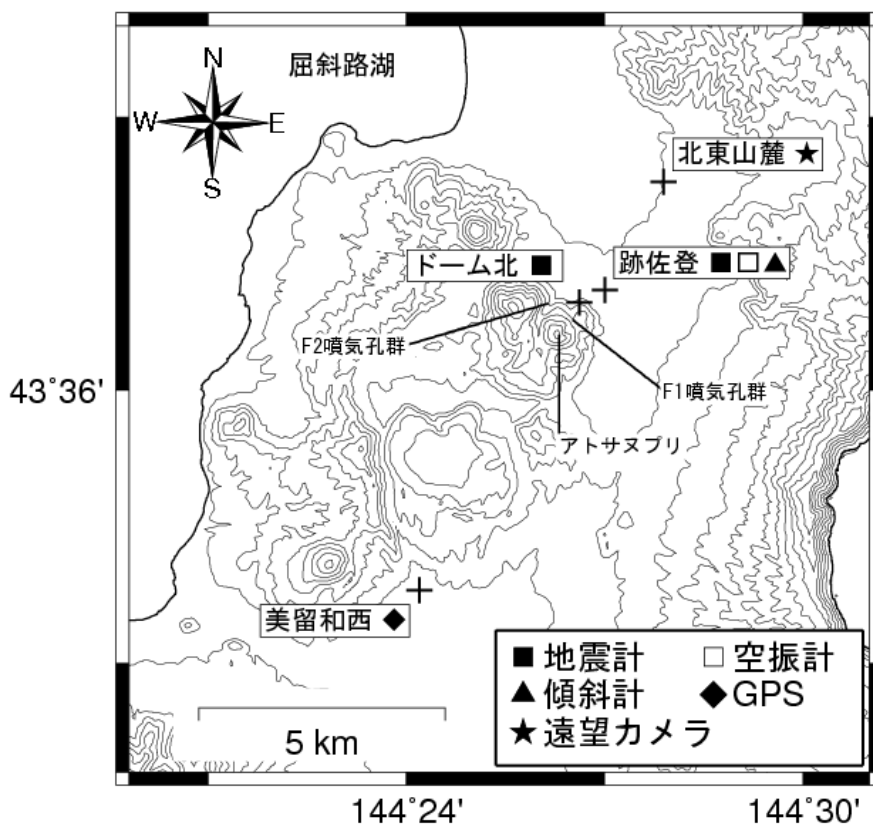 屈斜路湖
N
W
E
S
北東山麓 ★
ドーム北 ■
跡佐登 ■□▲
F2噴気孔群
43°36'
F1噴気孔群
アトサヌプリ
美留和西 ◆
■ 地震計 □ 空振計
▲ 傾斜計 ◆ GPS
★ 遠望カメラ
5 km
144°24'
144°30'